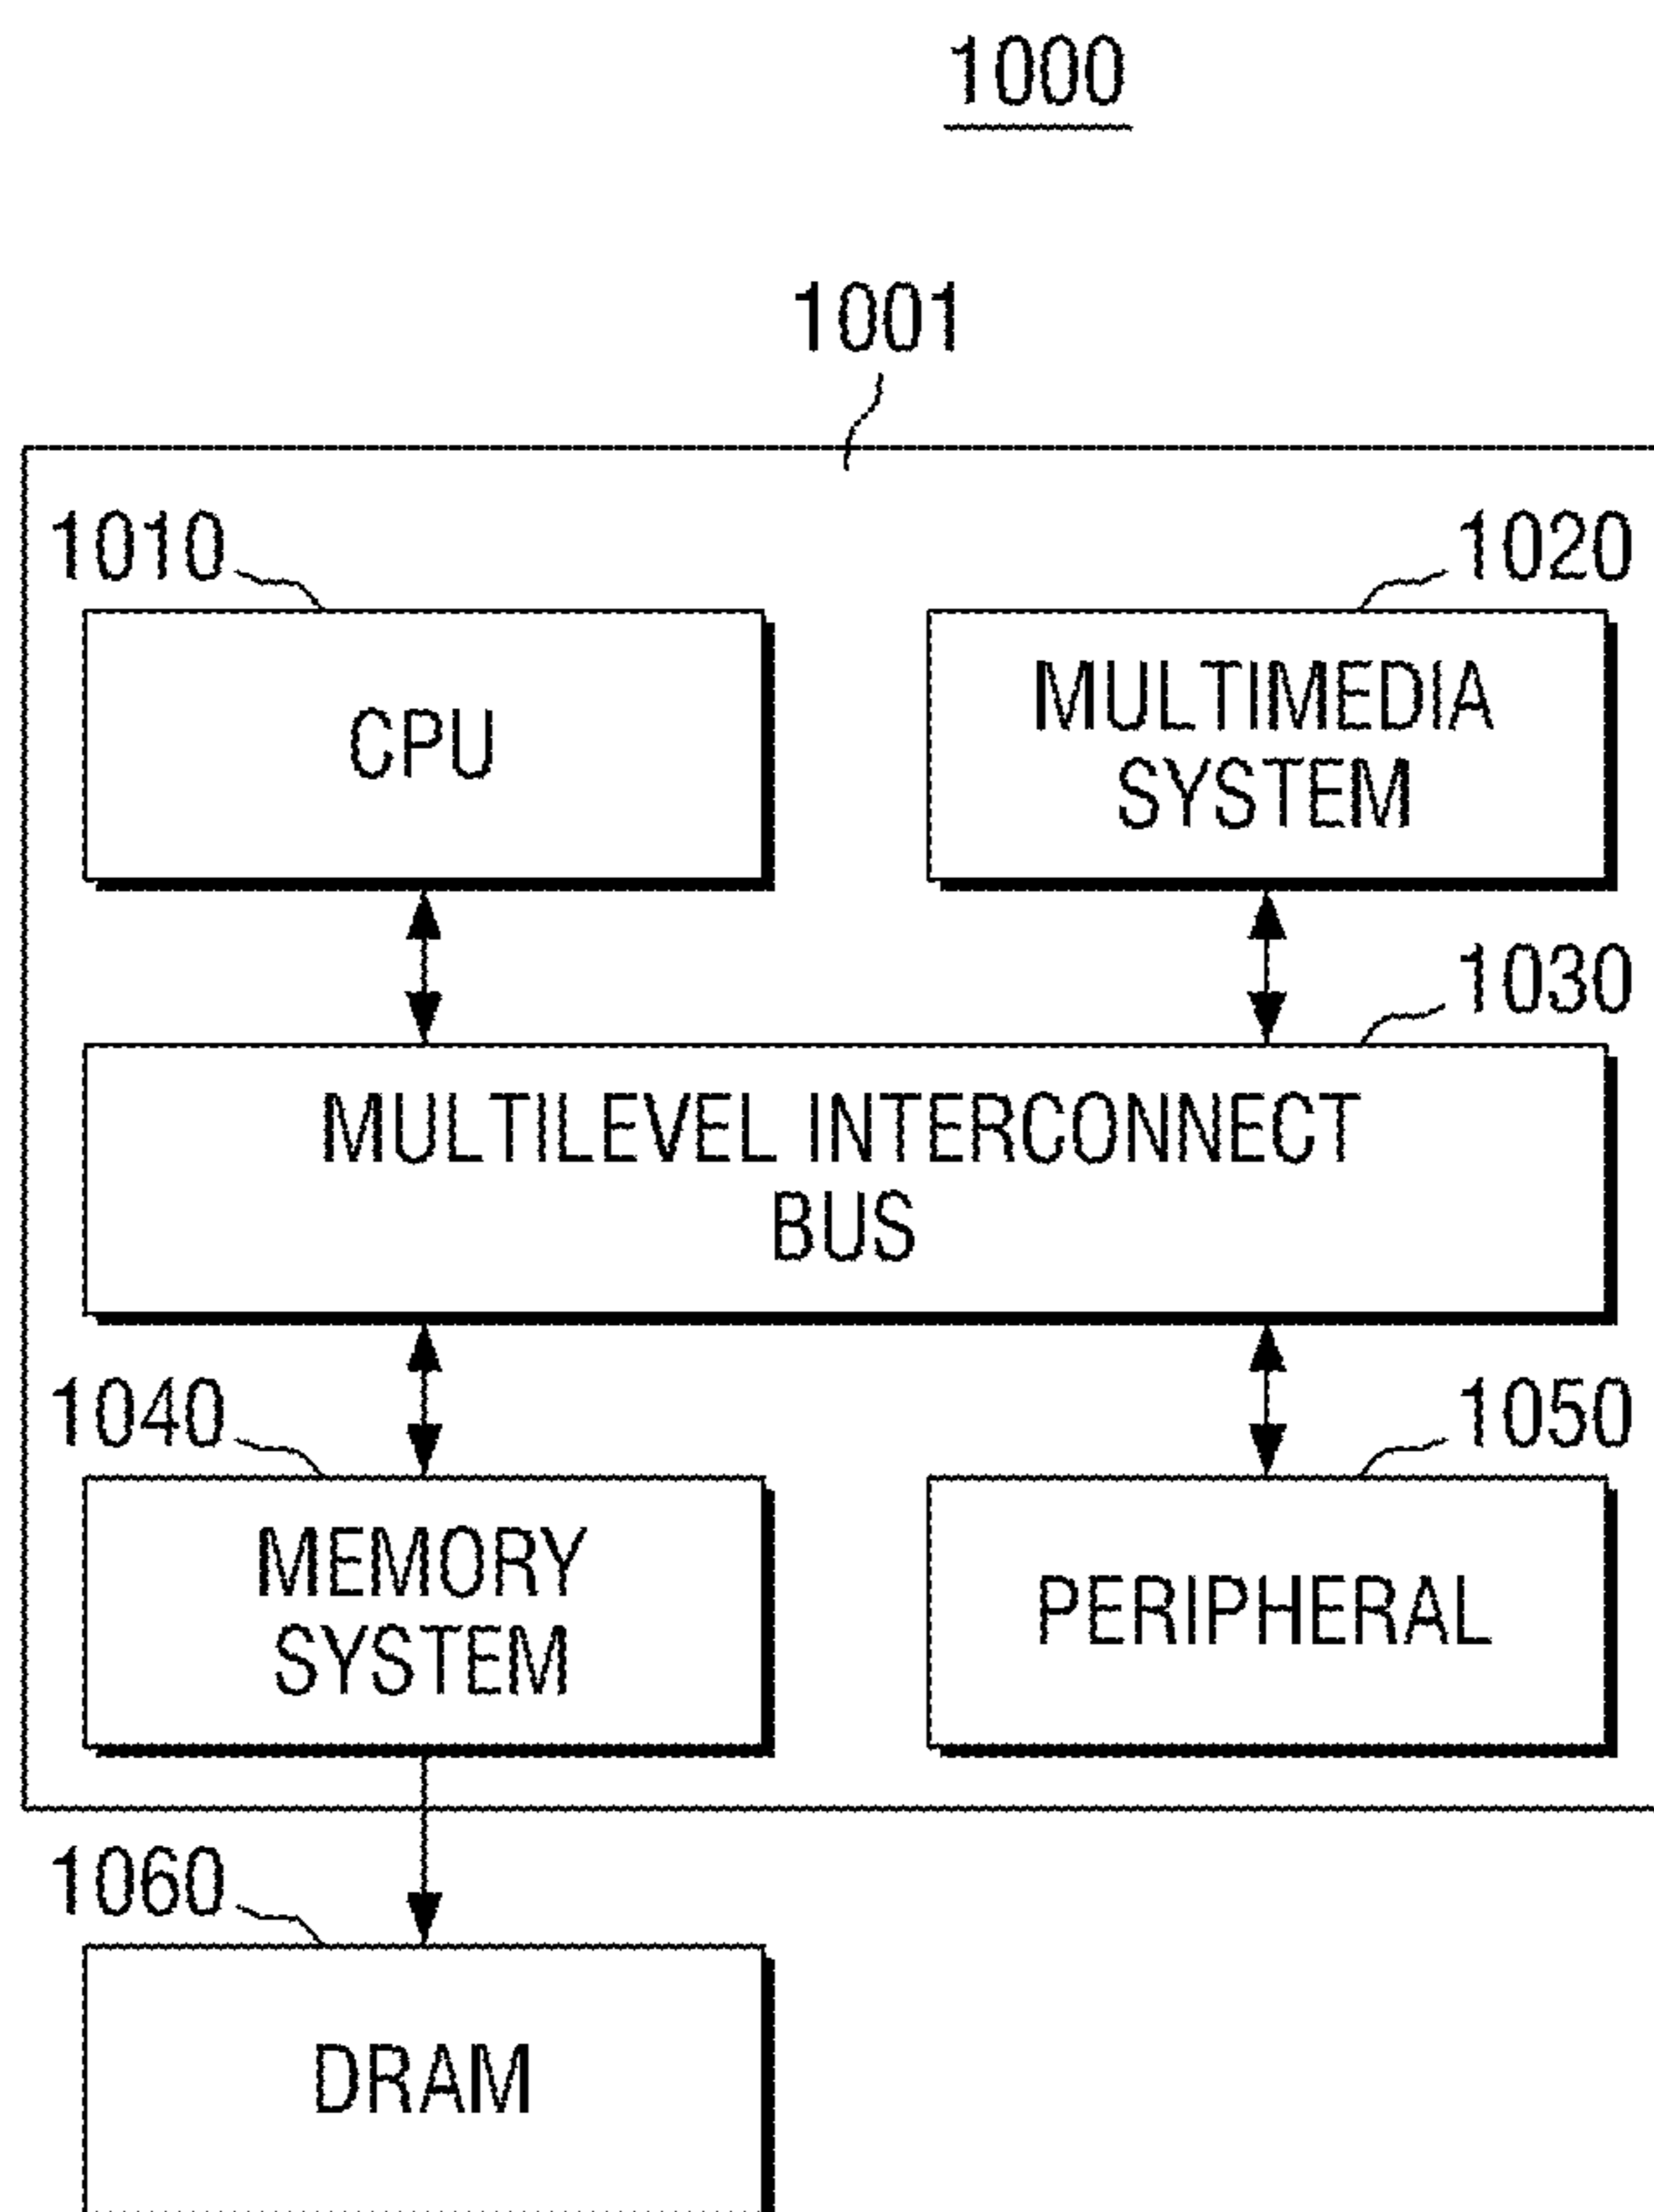 1000
1001
1010
1020
CPU
MULTIMEDIA
SYSTEM
1030
MULTILEVEL INTERCONNECT
BUS
1040
1050
MEMORY
SYSTEM
PERIPHERAL
1060
DRAM